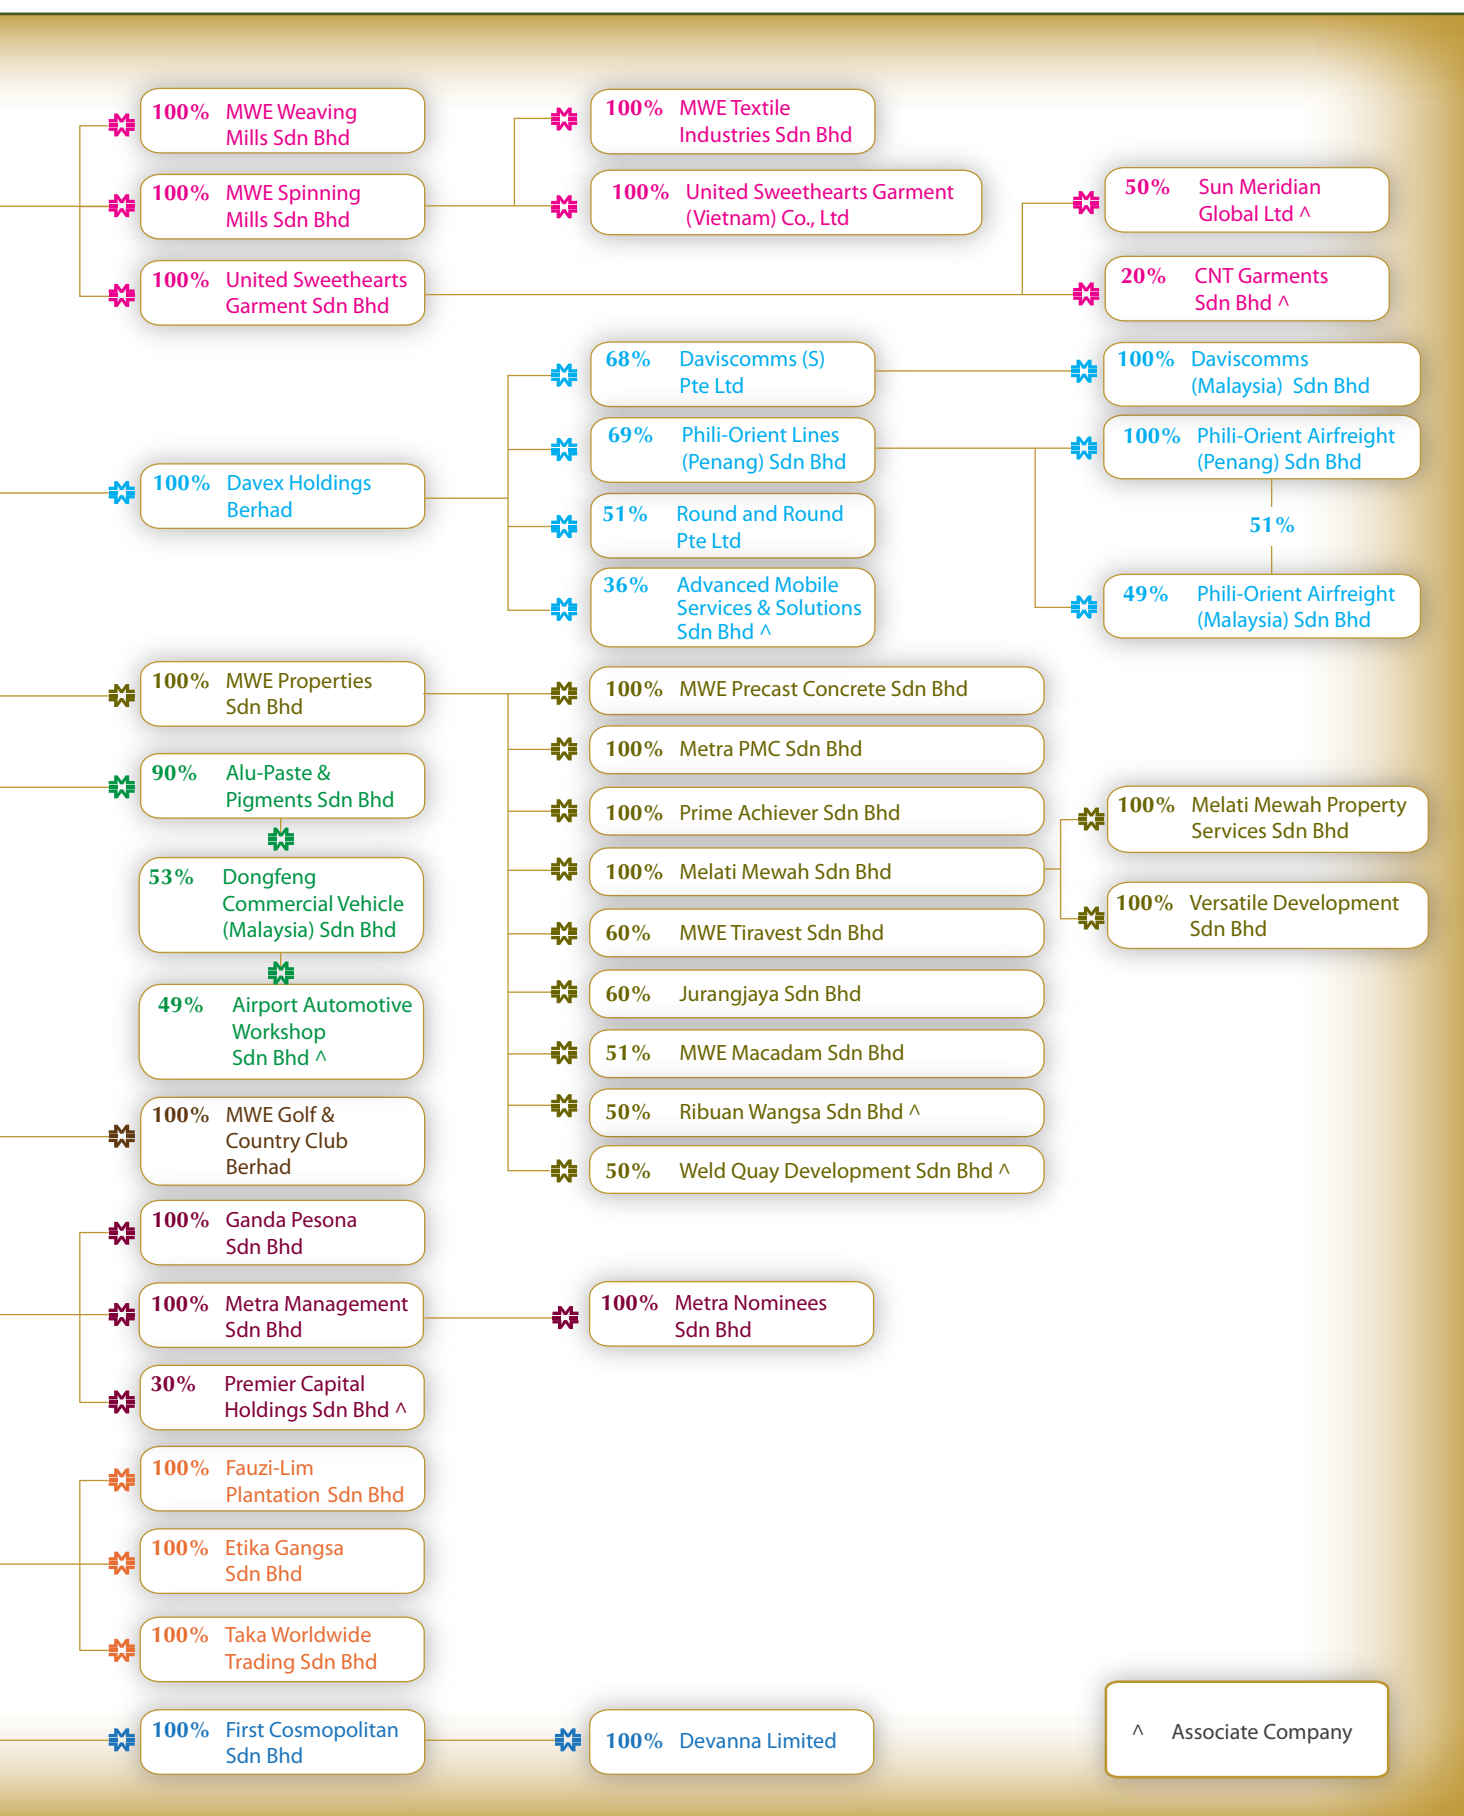 100% MWE Weaving
Mills Sdn Bhd
100% MWE Spinning
Mills Sdn Bhd
100% United Sweethearts
Garment Sdn Bhd
100% MWE Textile
Industries Sdn Bhd
100% United Sweethearts Garment
(Vietnam) Co., Ltd
50% Sun Meridian
Global Ltd ^
20% CNT Garments
Sdn Bhd ^
100% Davex Holdings
Berhad
68% Daviscomms (S)
Pte Ltd
69% Phili-Orient Lines
(Penang) Sdn Bhd
51% Round and Round
Pte Ltd
36% Advanced Mobile
Services & Solutions
Sdn Bhd ^
100% Daviscomms
(Malaysia) Sdn Bhd
100% Phili-Orient Airfreight
(Penang) Sdn Bhd
51%
49% Phili-Orient Airfreight
(Malaysia) Sdn Bhd
100% MWE Properties
Sdn Bhd
100% MWE Precast Concrete Sdn Bhd
100% Metra PMC Sdn Bhd
100% Prime Achiever Sdn Bhd
100% Melati Mewah Sdn Bhd
60% MWE Tiravest Sdn Bhd
60% Jurangjaya Sdn Bhd
51% MWE Macadam Sdn Bhd
50% Ribuan Wangsa Sdn Bhd ^
50% Weld Quay Development Sdn Bhd ^
100% Melati Mewah Property
Services Sdn Bhd
100% Versatile Development
Sdn Bhd
90% Alu-Paste &
Pigments Sdn Bhd
53% Dongfeng
Commercial Vehicle
(Malaysia) Sdn Bhd
49% Airport Automotive
Workshop
Sdn Bhd ^
100% MWE Golf &
Country Club
Berhad
100% Ganda Pesona
Sdn Bhd
100% Metra Management
Sdn Bhd
30% Premier Capital
Holdings Sdn Bhd ^
100% Metra Nominees
Sdn Bhd
100% Fauzi-Lim
Plantation Sdn Bhd
100% Etika Gangsa
Sdn Bhd
100% Taka Worldwide
Trading Sdn Bhd
100% First Cosmopolitan
Sdn Bhd
100% Devanna Limited
^ Associate Company